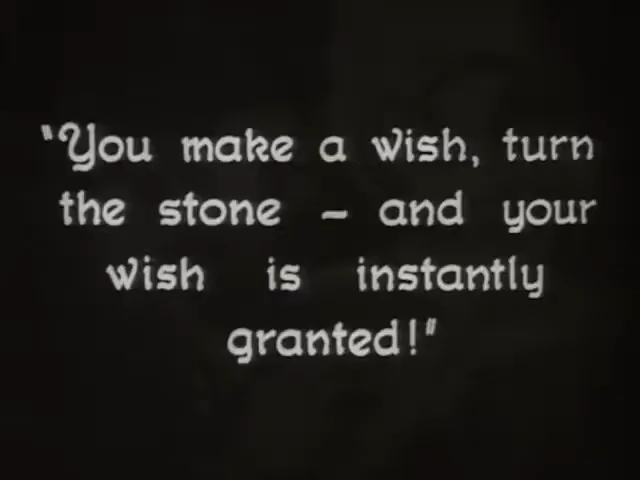 "You make a wish, turn
the stone – and your
wish is instantly
granted!"